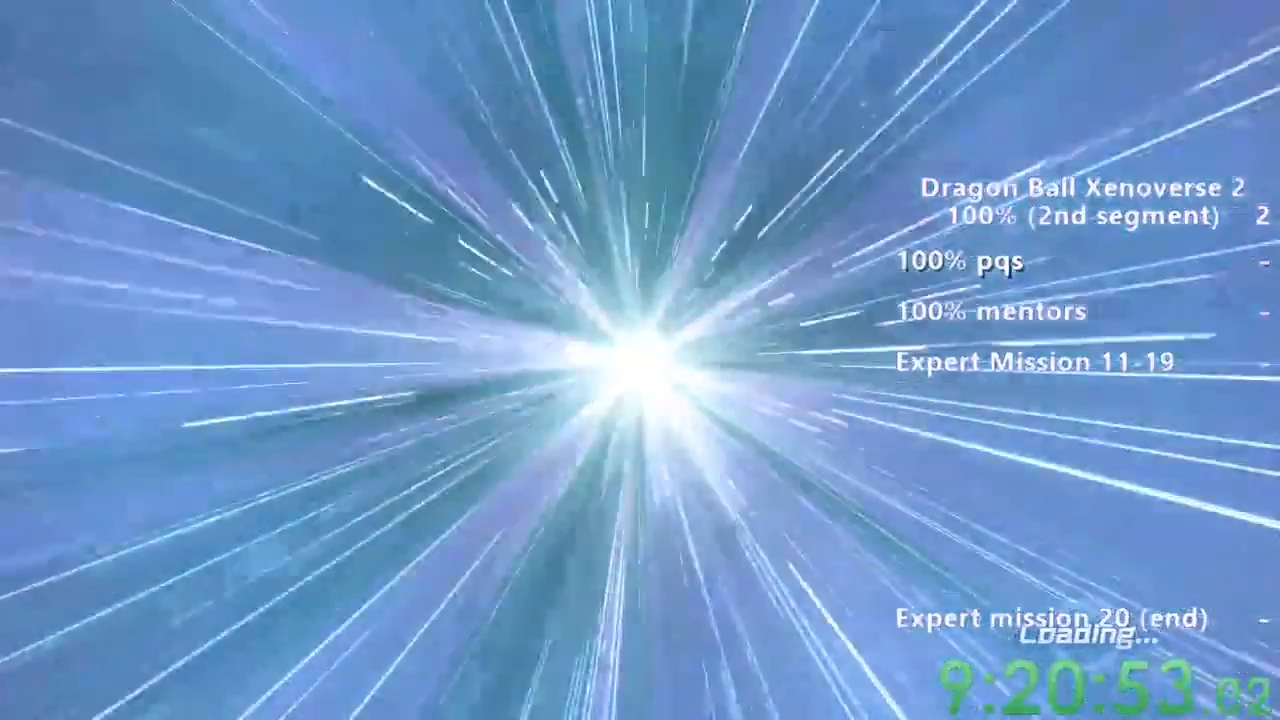 Dragon Ball Xenoverse 2
100% (2nd segment) 2
100% pqs -
100% mentors -
Expert Mission 11-19
Expert mission 20 (end) -
Loading...
9:20:53.02